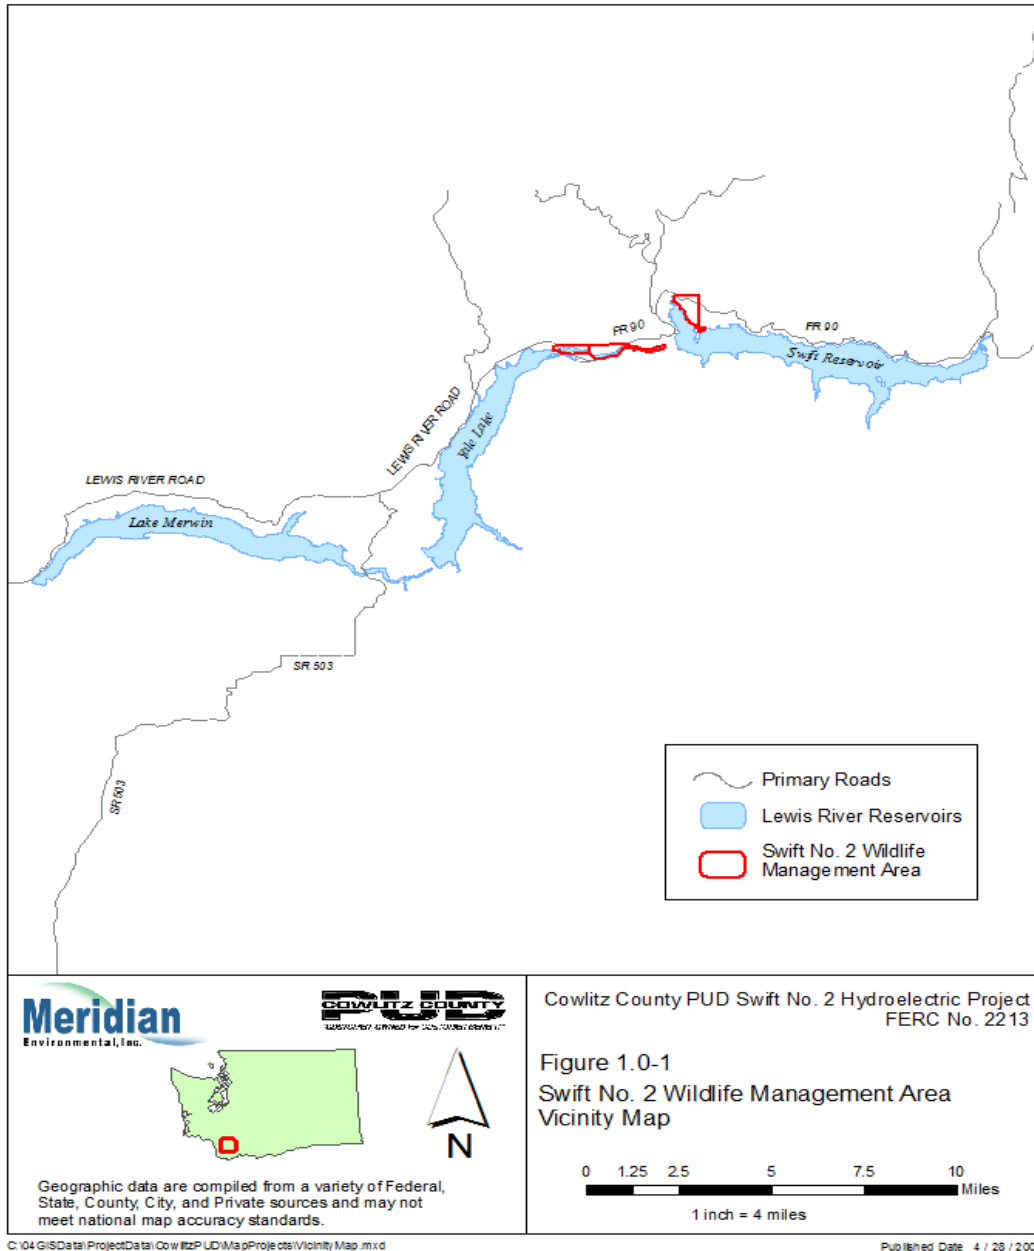 FR 90
FR 90
Swift Reservoir
LEWIS RIVER ROAD
Yale Lake
LEWIS RIVER ROAD
Lake Merwin
SR 503
SR 503
Primary Roads
Lewis River Reservoirs
Swift No. 2 Wildlife
Management Area
Meridian
Environmental, Inc.
PUD
COWLITZ COUNTY
N
Geographic data are compiled from a variety of Federal,
State, County, City, and Private sources and may not
meet national map accuracy standards.
Cowlitz County PUD Swift No. 2 Hydroelectric Project
FERC No. 2213
Figure 1.0-1
Swift No. 2 Wildlife Management Area
Vicinity Map
0 1.25 2.5 5 7.5 10
Miles
1 inch = 4 miles
C:\04GISData\ProjectData\CowlitzPUD\MapProjects\VicinityMap.mxd
Published Date 4 / 28 / 200